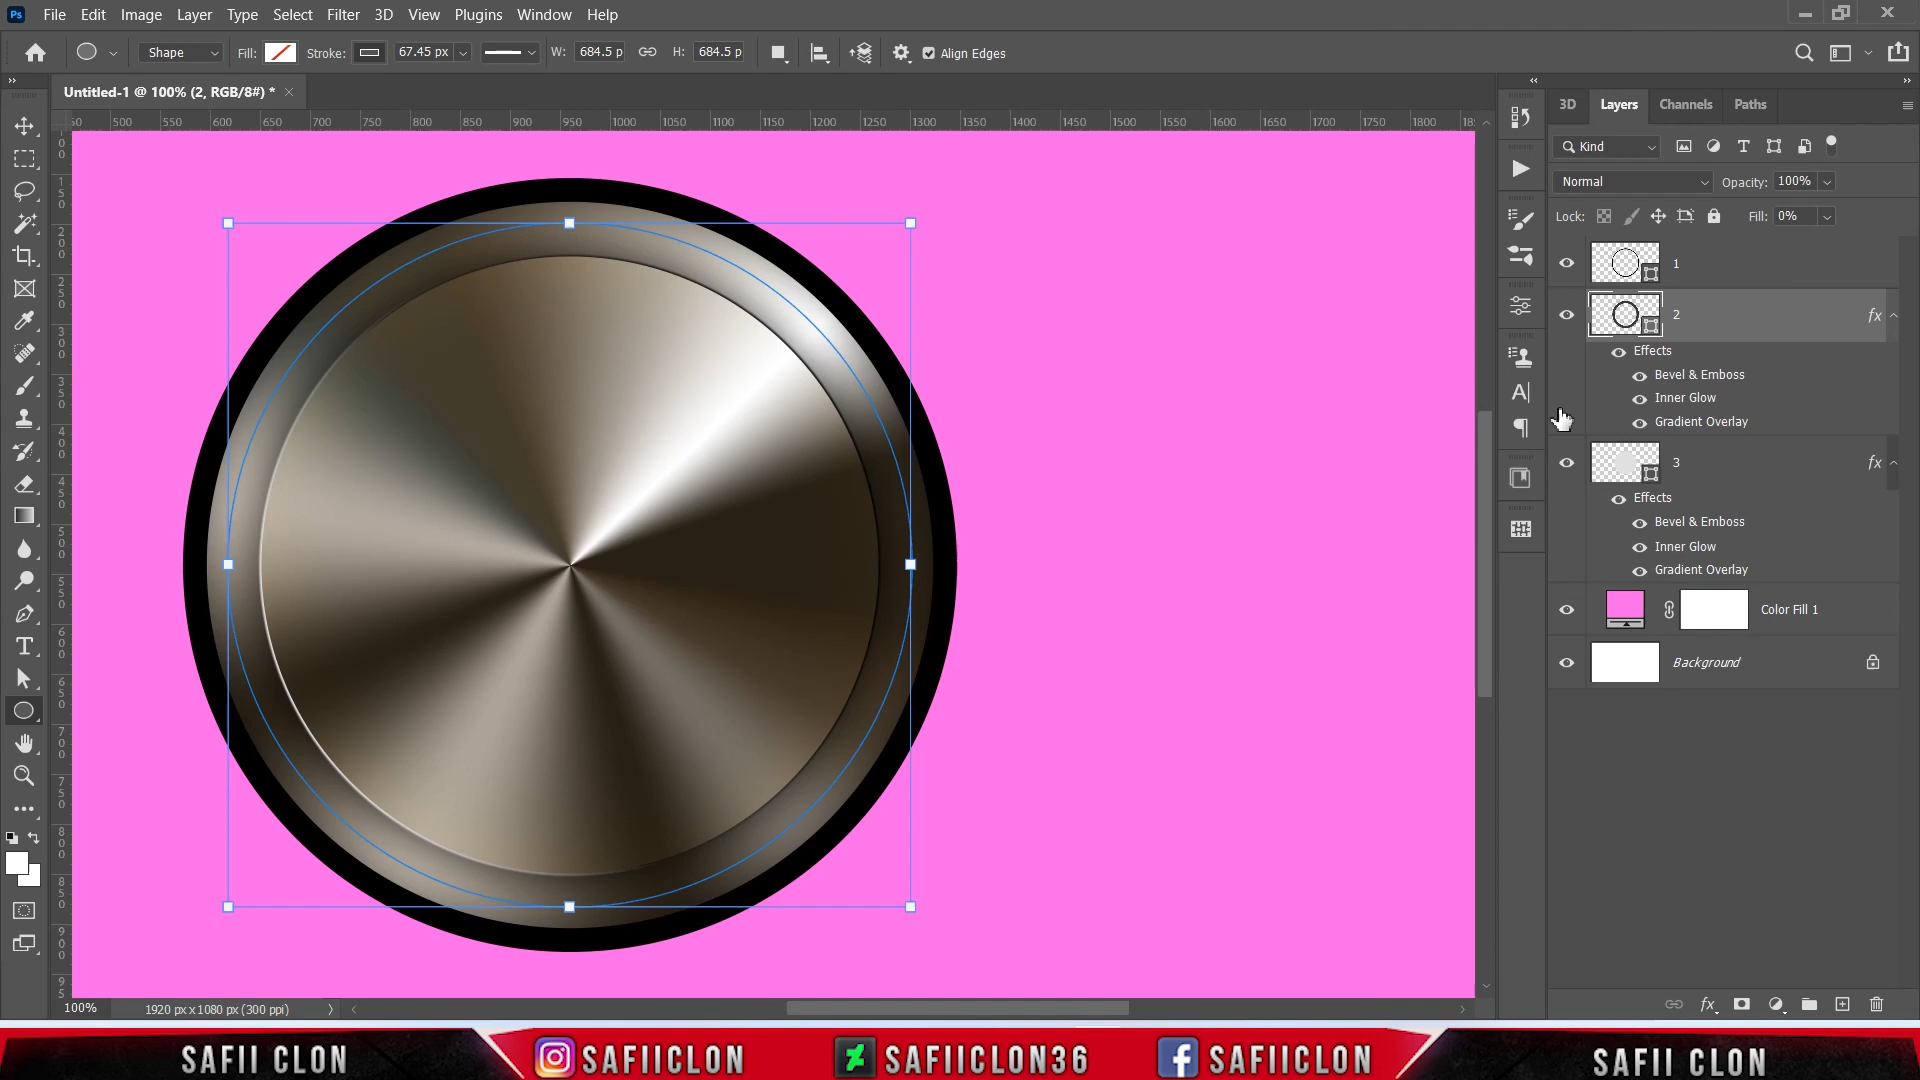 Ps File Edit Image Layer Type Select Filter 3D View Plugins Window Help
Shape Fill: Stroke: 67.45 px W: 684.5 p H: 684.5 p Align Edges
Untitled-1 @ 100% (2, RGB/8#) *
3D Layers Channels Paths
500 550 600 650 700 750 800 850 900 950 1000 1050 1100 1150 1200 1250 1300 1350 1400 1450 1500 1550 1600 1650 1700 1750 1800
Kind
Normal Opacity: 100%
Lock: Fill: 0%
1
2 fx
Effects
Bevel & Emboss
Inner Glow
Gradient Overlay
3 fx
Effects
Bevel & Emboss
Inner Glow
Gradient Overlay
Color Fill 1
Background
100% 1920 px x 1080 px (300 ppi)
fx
SAFII CLON SAFIICLON SAFIICLON36 SAFIICLON SAFII CLON